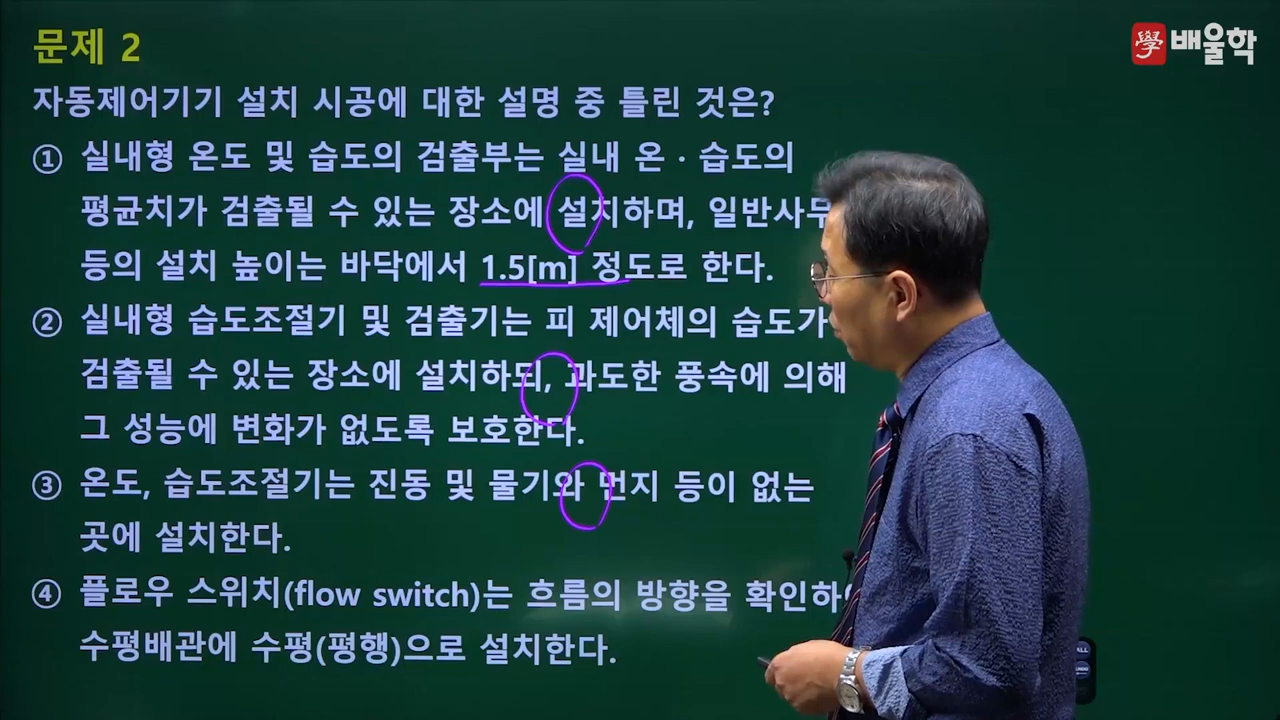 문제 2
學 배울학
자동제어기기 설치 시공에 대한 설명 중 틀린 것은?
① 실내형 온도 및 습도의 검출부는 실내 온·습도의
평균치가 검출될 수 있는 장소에 설치하며, 일반사무
등의 설치 높이는 바닥에서 1.5[m] 정도로 한다.
② 실내형 습도조절기 및 검출기는 피 제어체의 습도가
검출될 수 있는 장소에 설치하되, 과도한 풍속에 의해
그 성능에 변화가 없도록 보호한다.
③ 온도, 습도조절기는 진동 및 물기와 먼지 등이 없는
곳에 설치한다.
④ 플로우 스위치(flow switch)는 흐름의 방향을 확인하
수평배관에 수평(평행)으로 설치한다.